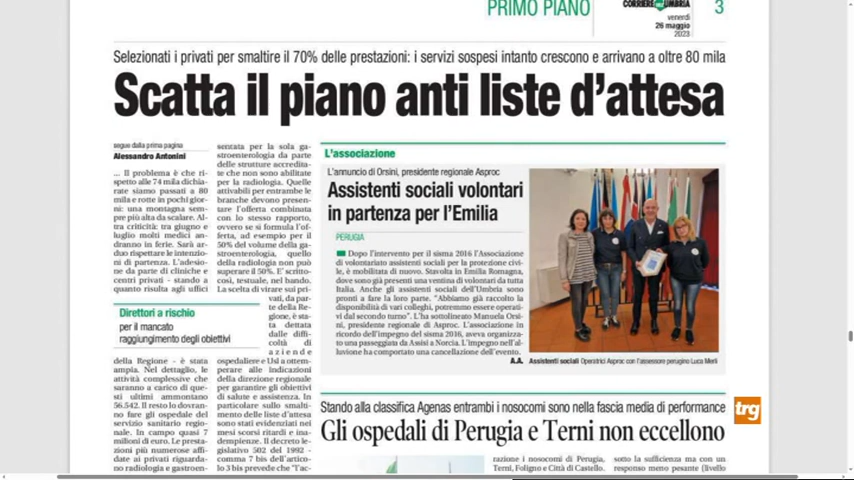 PRIMO PIANO
CORRIERE DELL'UMBRIA
venerdì
26 maggio
2023
3
Selezionati i privati per smaltire il 70% delle prestazioni: i servizi sospesi intanto crescono e arrivano a oltre 80 mila
Scatta il piano anti liste d'attesa
segue dalla prima pagina
Alessandro Antonini
... Il problema è che ri-
spetto alle 74 mila dichia-
rate siamo passati a 80
mila e rotte in pochi gior-
ni: una montagna sem-
pre più alta da scalare. Al-
tra criticità: tra giugno e
luglio molti medici an-
dranno in ferie. Sarà ar-
duo rispettare le intenzio-
ni di partenza. L'adesio-
ne da parte di cliniche e
centri privati - stando a
quanto risulta agli uffici
Direttori a rischio
per il mancato
raggiungimento degli obiettivi
della Regione - è stata
ampia. Nel dettaglio, le
attività complessive che
saranno a carico di que-
sti ultimi ammontano
56.542. Il resto lo dovran-
no fare gli ospedale del
servizio sanitario regio-
nale. In campo quasi 7
milioni di euro. Le presta-
zioni più numerose affi-
date ai privati riguarda-
no radiologia e gastroen-
sentata per la sola ga-
stroenterologia da parte
delle strutture accredita-
te che non sono abilitate
per la radiologia. Quelle
attivabili per entrambe le
branche devono presen-
tare l'offerta combinata
con lo stesso rapporto,
ovvero se si formula l'of-
ferta, ad esempio per il
50% del volume della ga-
stroenterologia, quello
della radiologia non può
superare il 50%. E' scritto
così, testuale, nel bando.
La scelta di virare sui pri-
vati, da par-
te della Re-
gione, è sta-
ta dettata
dalle diffi-
coltà di
aziende
ospedaliere e Usl a ottem-
perare alle indicazioni
della direzione regionale
per garantire gli obiettivi
di salute e assistenza. In
particolare sullo smalti-
mento delle liste d'attesa
sono stati evidenziati nei
mesi scorsi ritardi e ina-
dempienze. Il decreto le-
gislativo 502 del 1992 -
comma 7 bis dell'artico-
lo 3 bis prevede che "l'ac-
L'associazione
L'annuncio di Orsini, presidente regionale Asproc
Assistenti sociali volontari
in partenza per l'Emilia
PERUGIA
Dopo l'intervento per il sisma 2016 l'Associazione
di volontariato assistenti sociali per la protezione civi-
le, è mobilitata di nuovo. Stavolta in Emilia Romagna,
dove sono già presenti una ventina di volontari da tutta
Italia. Anche gli assistenti sociali dell'Umbria sono
pronti a fare la loro parte. "Abbiamo già raccolto la
disponibilità di vari colleghi, potremmo essere operati-
vi dal secondo turno". L'ha sottolineato Manuela Orsi-
ni, presidente regionale di Asproc. L'associazione in
ricordo dell'impegno del sisma 2016, aveva organizza-
to una passeggiata da Assisi a Norcia. L'impegno nell'al-
luvione ha comportato una cancellazione dell'evento.
A.A.
Assistenti sociali Operatrici Asproc con l'assessore perugino Luca Merli
Stando alla classifica Agenas entrambi i nosocomi sono nella fascia media di performance
Gli ospedali di Perugia e Terni non eccellono
razione i nosocomi di Perugia,
Terni, Foligno e Città di Castello.
sotto la sufficienza ma con un
responso meno pesante (livello
trg